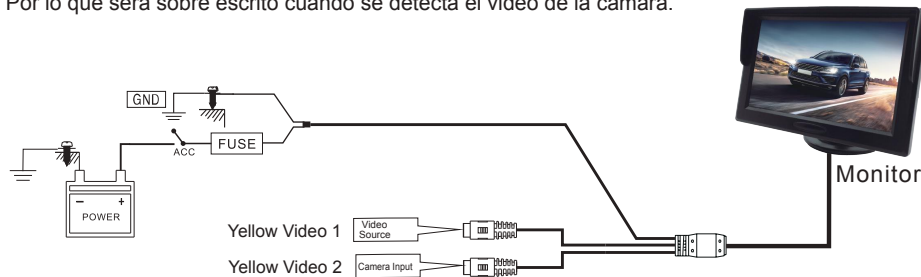 Por lo que será sobre escrito cuando se detecta el video de la cámara.
GND
ACC
FUSE
- +
POWER
Monitor
Yellow Video 1
Video
Source
Yellow Video 2
Camera Input